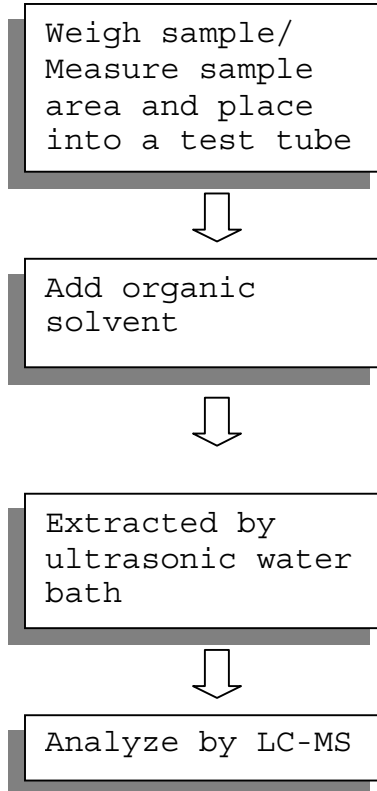 Weigh sample/
Measure sample
area and place
into a test tube
Add organic
solvent
Extracted by
ultrasonic water
bath
Analyze by LC-MS